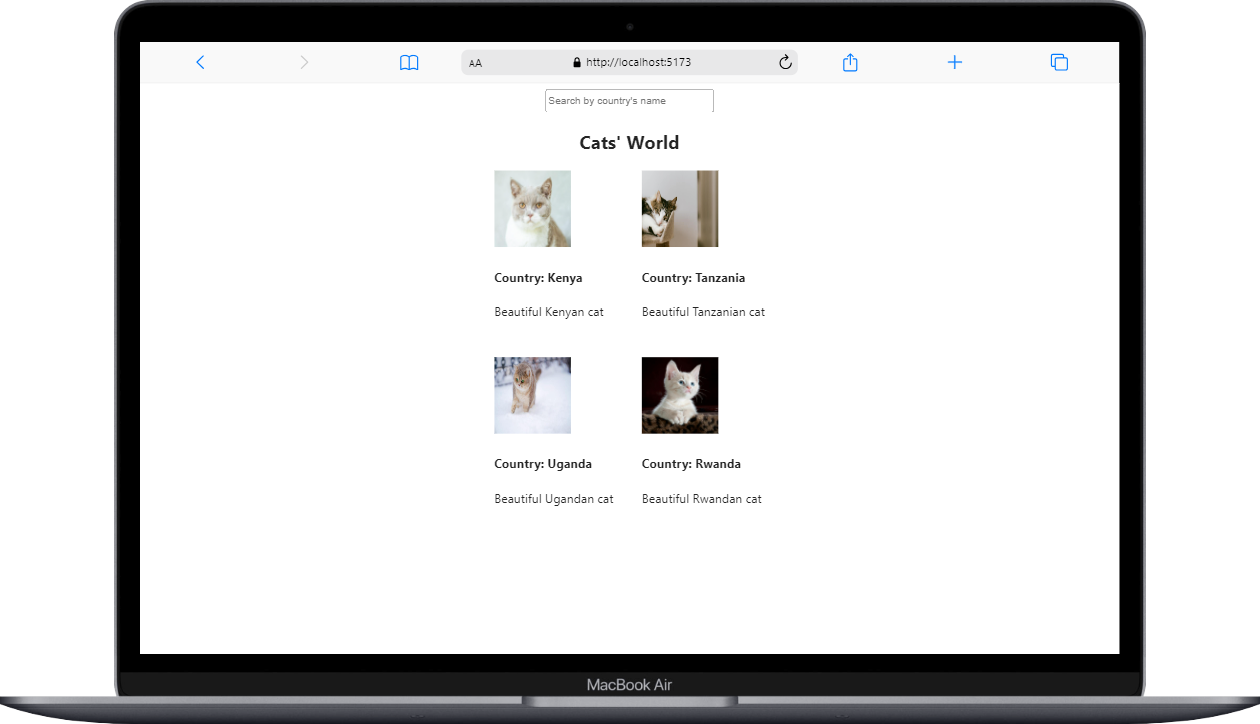 AA
http://localhost:5173
Search by country's name
Cats' World
Country: Kenya
Country: Tanzania
Beautiful Kenyan cat
Beautiful Tanzanian cat
Country: Uganda
Country: Rwanda
Beautiful Ugandan cat
Beautiful Rwandan cat
MacBook Air